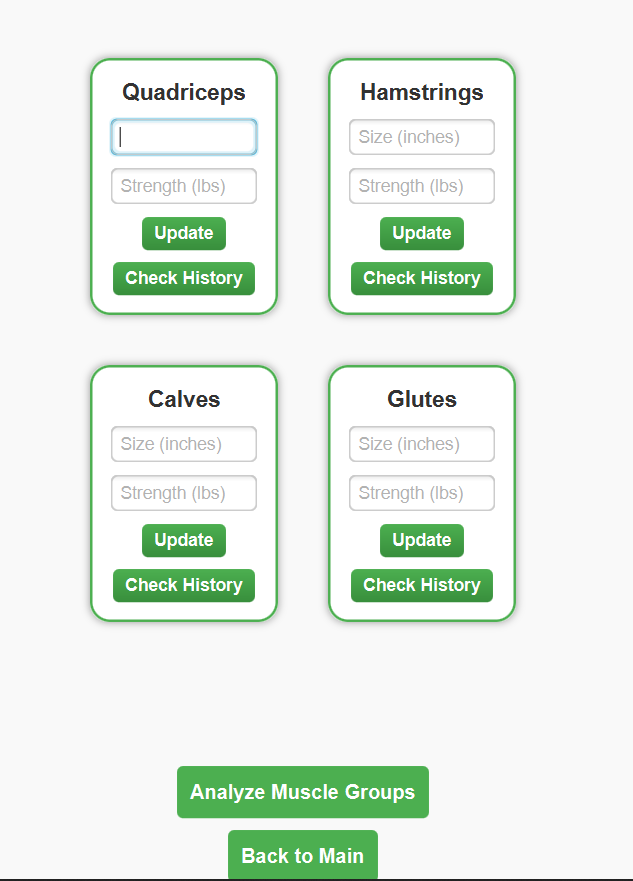 Quadriceps
Hamstrings
Size (inches)
Strength (lbs)
Strength (lbs)
Update
Update
Check History
Check History
Calves
Glutes
Size (inches)
Size (inches)
Strength (lbs)
Strength (lbs)
Update
Update
Check History
Check History
Analyze Muscle Groups
Back to Main